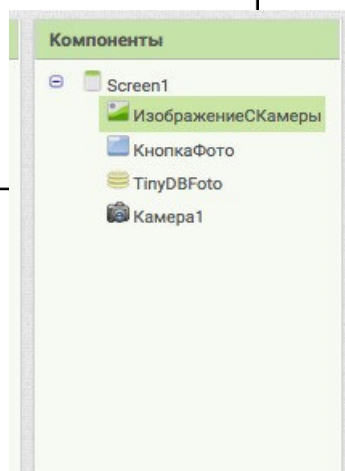 Компоненты
Screen1
ИзображениеСКамеры
КнопкаФото
TinyDBFoto
Камера1